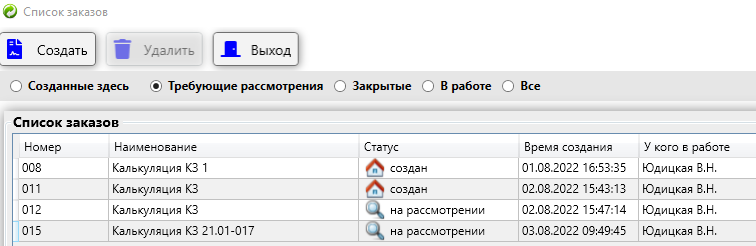 Список заказов
Создать Удалить Выход
Созданные здесь Требующие рассмотрения Закрытые В работе Все
Список заказов
Номер Наименование Статус Время создания У кого в работе
008 Калькуляция КЗ 1 создан 01.08.2022 16:53:35 Юдицкая В.Н.
011 Калькуляция КЗ создан 02.08.2022 15:43:13 Юдицкая В.Н.
012 Калькуляция КЗ на рассмотрении 02.08.2022 15:47:14 Юдицкая В.Н.
015 Калькуляция КЗ 21.01-017 на рассмотрении 03.08.2022 09:49:45 Юдицкая В.Н.